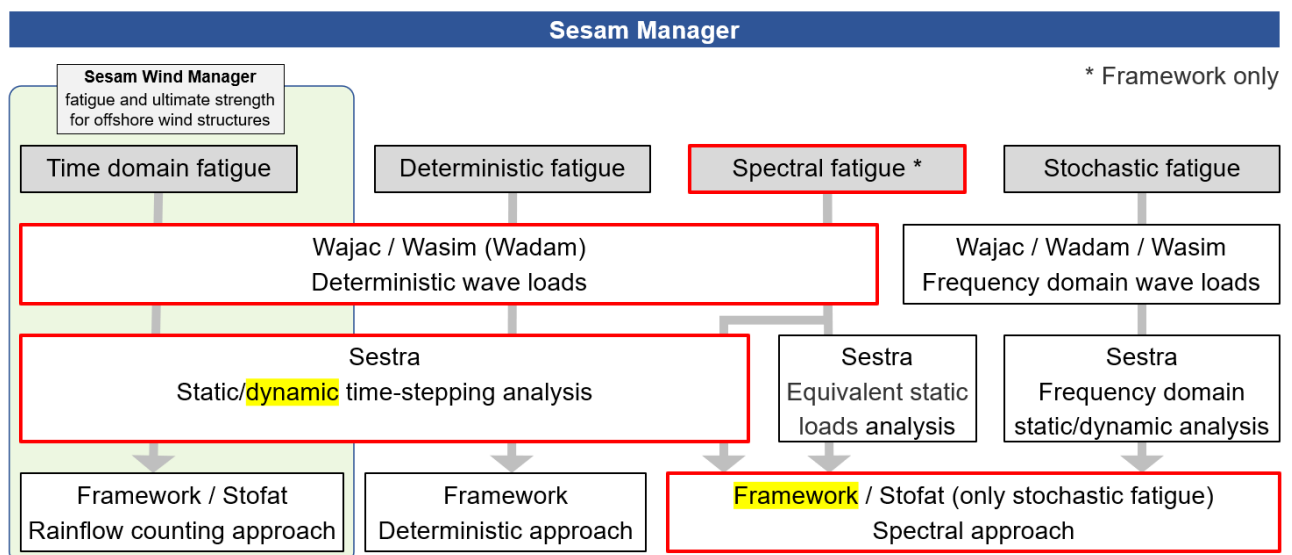 Sesam Manager
Sesam Wind Manager
fatigue and ultimate strength
for offshore wind structures
* Framework only
Time domain fatigue
Deterministic fatigue
Spectral fatigue *
Stochastic fatigue
Wajac / Wasim (Wadam)
Deterministic wave loads
Wajac / Wadam / Wasim
Frequency domain wave loads
Sestra
Static/dynamic time-stepping analysis
Sestra
Equivalent static
loads analysis
Sestra
Frequency domain
static/dynamic analysis
Framework / Stofat
Rainflow counting approach
Framework
Deterministic approach
Framework / Stofat (only stochastic fatigue)
Spectral approach